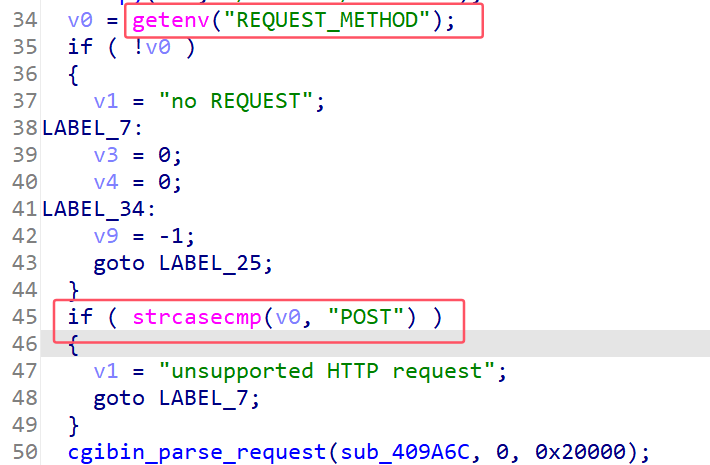 34 v0 = getenv("REQUEST_METHOD");
35 if ( !v0 )
36 {
37 v1 = "no REQUEST";
38 LABEL_7:
39 v3 = 0;
40 v4 = 0;
41 LABEL_34:
42 v9 = -1;
43 goto LABEL_25;
44 }
45 if ( strcasecmp(v0, "POST") )
46 {
47 v1 = "unsupported HTTP request";
48 goto LABEL_7;
49 }
50 cgibin_parse_request(sub_409A6C, 0, 0x20000);